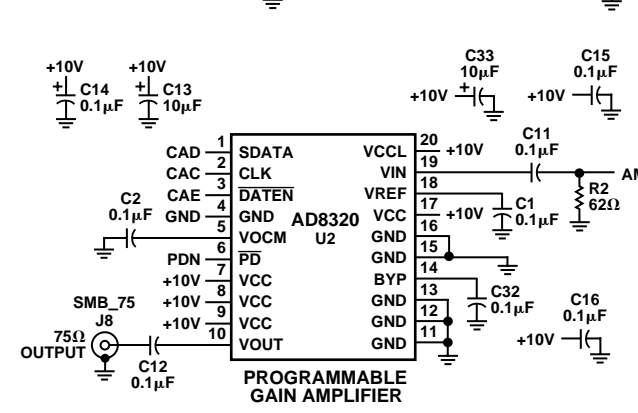 +10V
C14
0.1µF
+10V
C13
10µF
C33
10µF
+10V
C15
0.1µF
+10V
CAD
1
SDATA
CAC
2
CLK
CAE
3
DATEN
GND
4
GND
C2
0.1µF
5
VOCM
PDN
6
PD
+10V
7
VCC
+10V
8
VCC
+10V
9
VCC
10
VOUT
AD8320
U2
VCCL
20
+10V
VIN
19
VREF
18
VCC
17
+10V
GND
16
GND
15
BYP
14
GND
13
GND
12
GND
11
C11
0.1µF
AM
R2
62Ω
C1
0.1µF
C32
0.1µF
C16
0.1µF
+10V
SMB_75
J8
75Ω
OUTPUT
C12
0.1µF
PROGRAMMABLE
GAIN AMPLIFIER
+
+
+